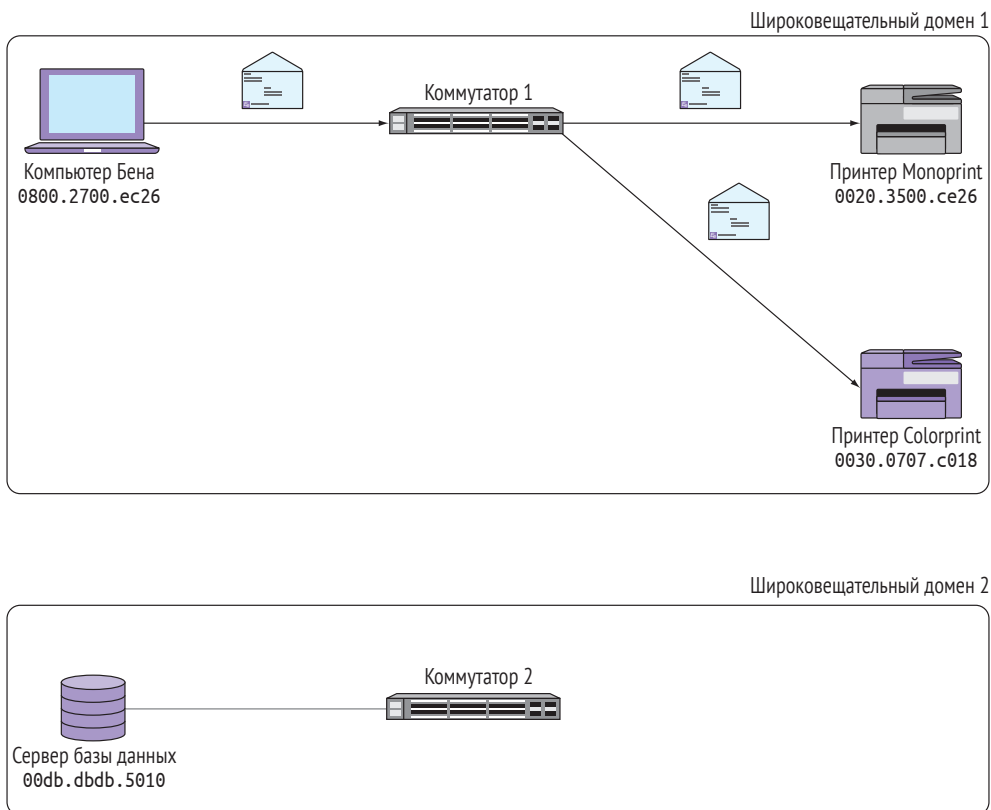 Широковещательный домен 1
Коммутатор 1
Компьютер Бена
0800.2700.ec26
Принтер Monoprint
0020.3500.ce26
Принтер Colorprint
0030.0707.c018
Широковещательный домен 2
Коммутатор 2
Сервер базы данных
00db.dbdb.5010